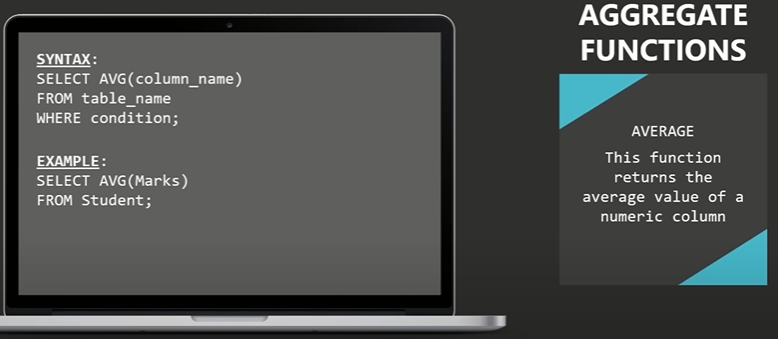 SYNTAX:
SELECT AVG(column_name)
FROM table_name
WHERE condition;
EXAMPLE:
SELECT AVG(Marks)
FROM Student;
AGGREGATE
FUNCTIONS
AVERAGE
This function
returns the
average value of a
numeric column